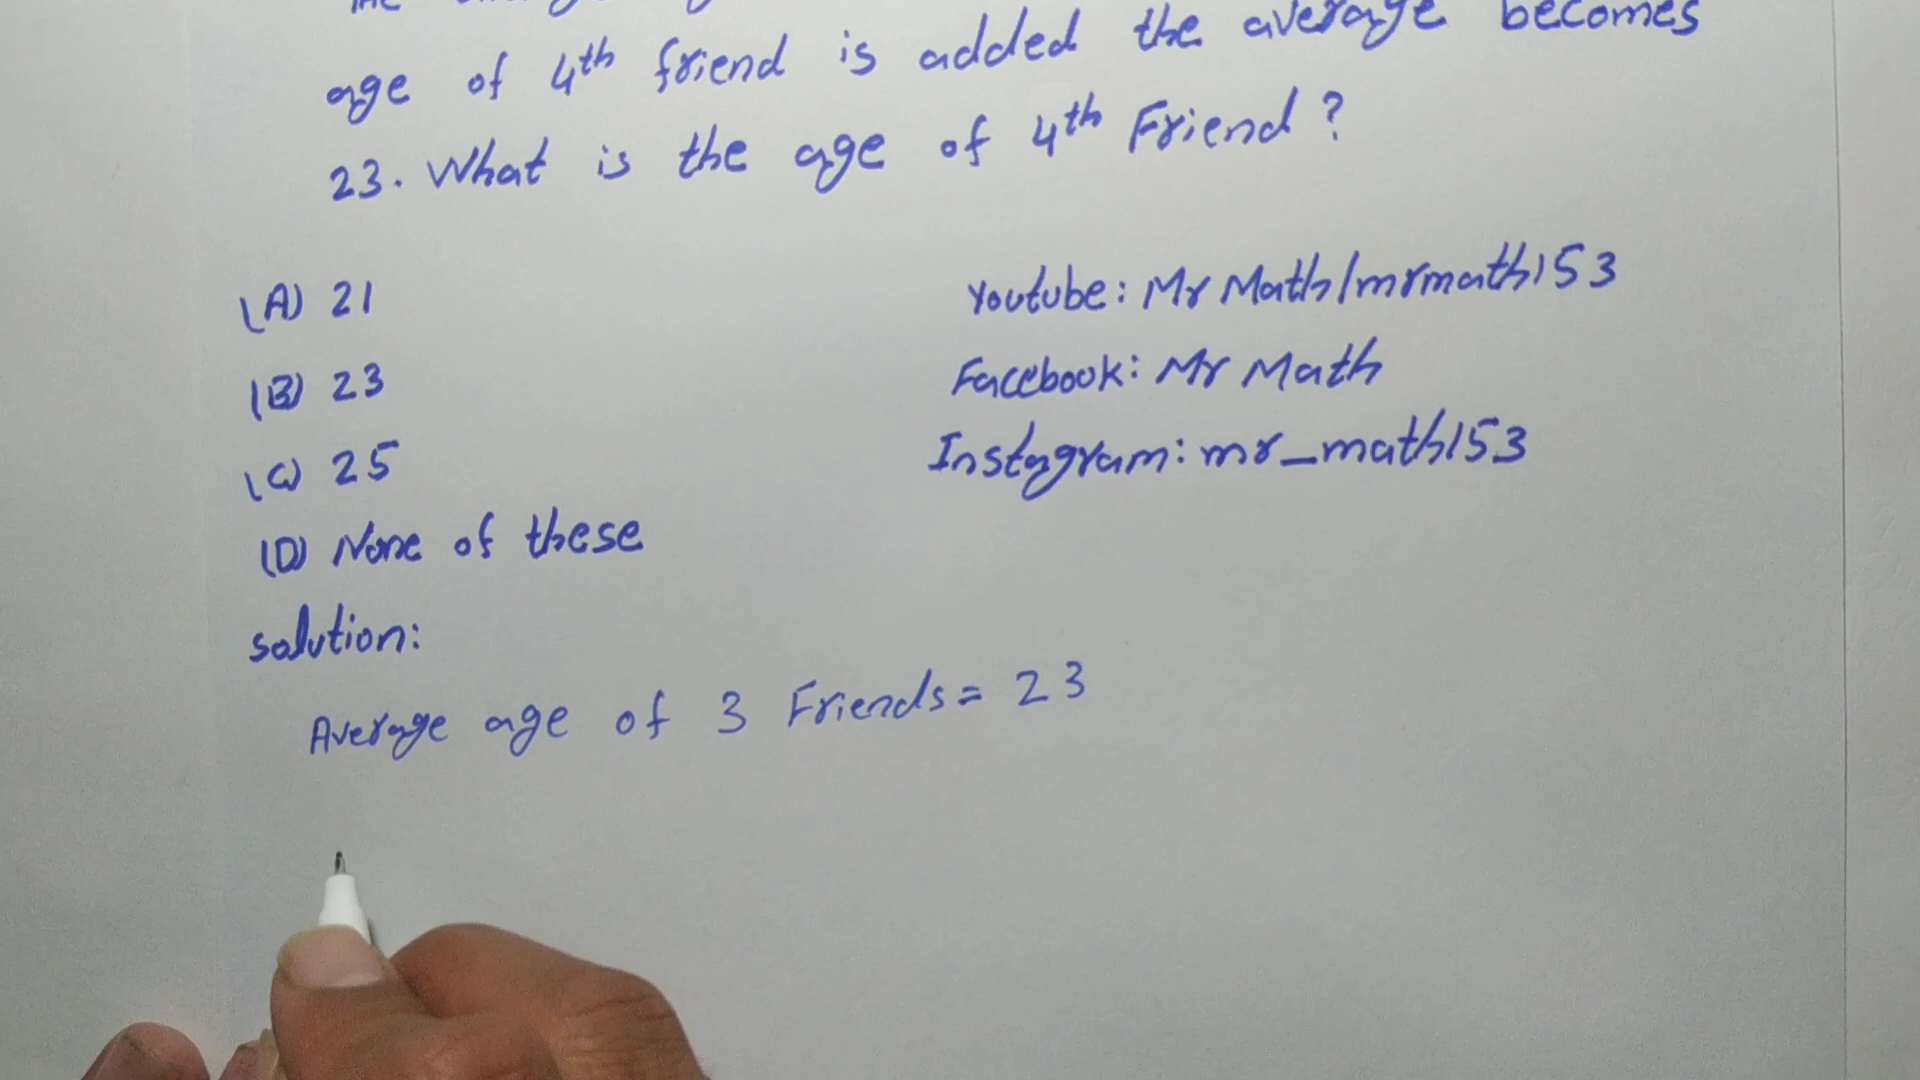 age of 4th friend is added the average becomes
23. What is the age of 4th Friend?
(A) 21
(B) 23
(C) 25
(D) None of these
Youtube: Mr Math/mrmath153
Facebook: Mr Math
Instagram: mr_math153
solution:
Average age of 3 Friends = 23